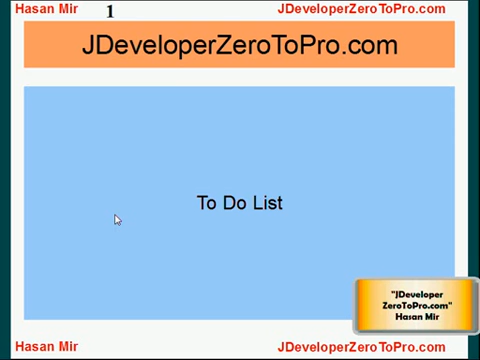 Hasan Mir 1 JDeveloperZeroToPro.com
JDeveloperZeroToPro.com
To Do List
"JDeveloper
ZeroToPro.com"
Hasan Mir
Hasan Mir JDeveloperZeroToPro.com